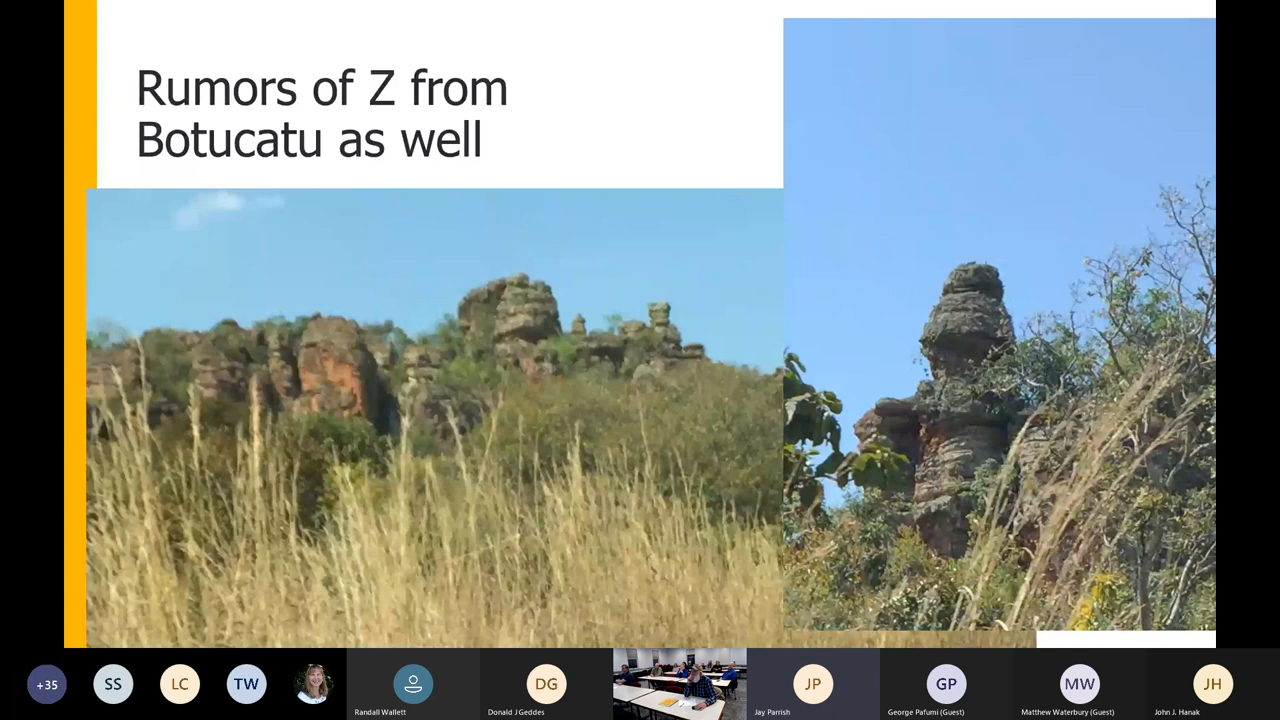 Rumors of Z from
Botucatu as well
+35
SS
LC
TW
Randall Wallett
DG
Donald J Geddes
JP
Jay Parrish
GP
George Pafumi (Guest)
MW
Matthew Waterbury (Guest)
JH
John J. Hanak